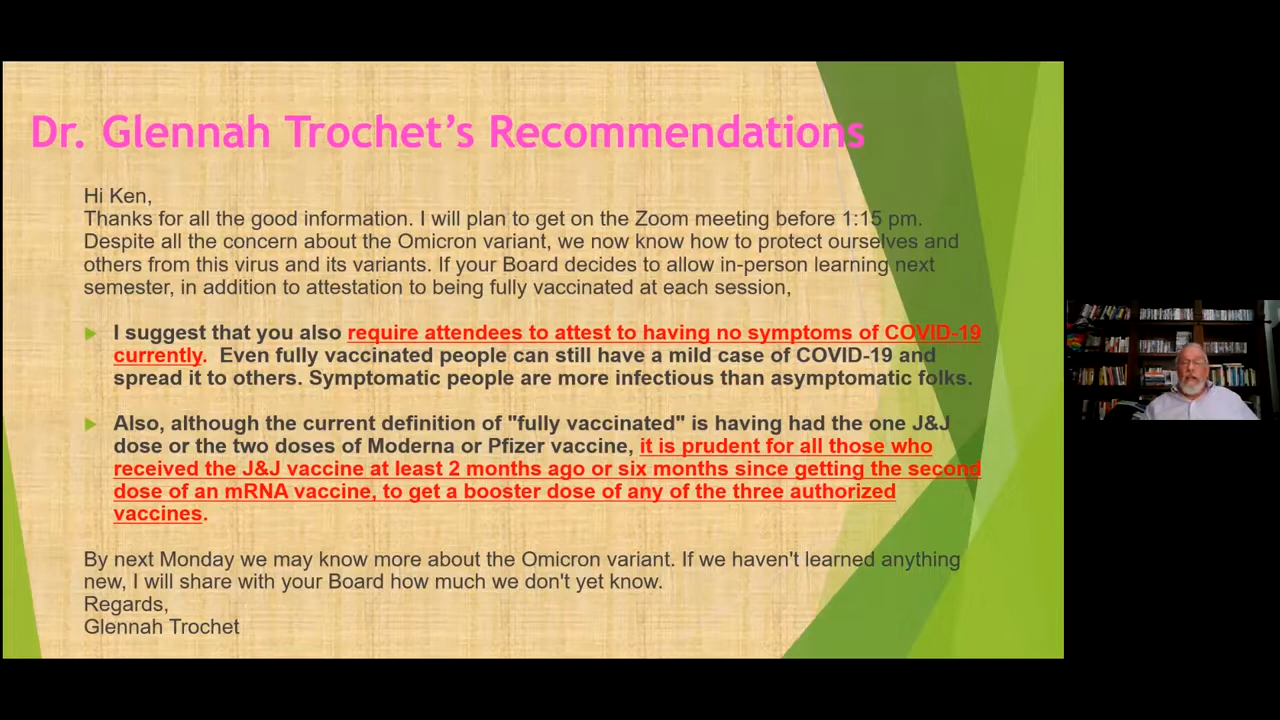 Dr. Glennah Trochet's Recommendations
Hi Ken,
Thanks for all the good information. I will plan to get on the Zoom meeting before 1:15 pm.
Despite all the concern about the Omicron variant, we now know how to protect ourselves and
others from this virus and its variants. If your Board decides to allow in-person learning next
semester, in addition to attestation to being fully vaccinated at each session,
I suggest that you also require attendees to attest to having no symptoms of COVID-19
currently. Even fully vaccinated people can still have a mild case of COVID-19 and
spread it to others. Symptomatic people are more infectious than asymptomatic folks.
Also, although the current definition of "fully vaccinated" is having had the one J&J
dose or the two doses of Moderna or Pfizer vaccine, it is prudent for all those who
received the J&J vaccine at least 2 months ago or six months since getting the second
dose of an mRNA vaccine, to get a booster dose of any of the three authorized
vaccines.
By next Monday we may know more about the Omicron variant. If we haven't learned anything
new, I will share with your Board how much we don't yet know.
Regards,
Glennah Trochet